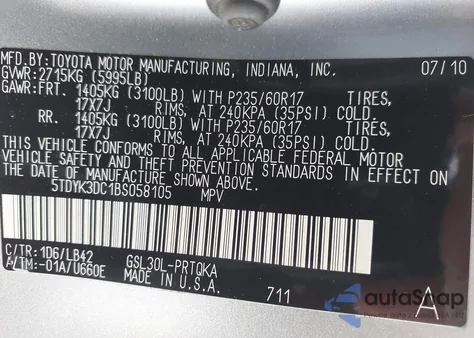 MFD.BY: TOYOTA MOTOR MANUFACTURING, INDIANA, INC. 07/10
GVWR: 2715KG (5995LB)
GAWR:FRT. 1405KG (3100LB) WITH P235/60R17 TIRES,
17X7J RIMS, AT 240KPA (35PSI) COLD.
RR. 1405KG (3100LB) WITH P235/60R17 TIRES,
17X7J RIMS, AT 240KPA (35PSI) COLD.
THIS VEHICLE CONFORMS TO ALL APPLICABLE FEDERAL MOTOR
VEHICLE SAFETY AND THEFT PREVENTION STANDARDS IN EFFECT ON
THE DATE OF MANUFACTURE SHOWN ABOVE.
5TDYK3DC1BS058105 MPV
C/TR: 1D6/LB42 GSL30L-PRTQKA
A/TM: -01A/U660E MADE IN U.S.A.
711 A
autoSnap